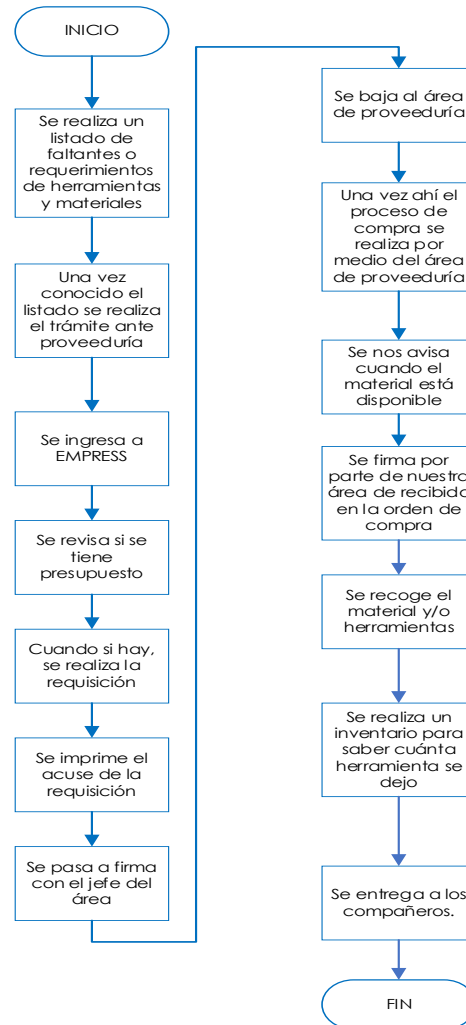 INICIO
Se realiza un
listado de
faltantes o
requerimientos
de herramientas
y materiales
Una vez
conocido el
listado se realiza
el trámite ante
proveeduría
Se ingresa a
EMPRESS
Se revisa si se
tiene
presupuesto
Cuando si hay,
se realiza la
requisición
Se imprime el
acuse de la
requisición
Se pasa a firma
con el jefe del
área
Se baja al área
de proveeduría
Una vez ahí el
proceso de
compra se
realiza por
medio del área
de proveeduría
Se nos avisa
cuando el
material está
disponible
Se firma por
parte de nuestra
área de recibido
en la orden de
compra
Se recoge el
material y/o
herramientas
Se realiza un
inventario para
saber cuánta
herramienta se
dejo
Se entrega a los
compañeros.
FIN